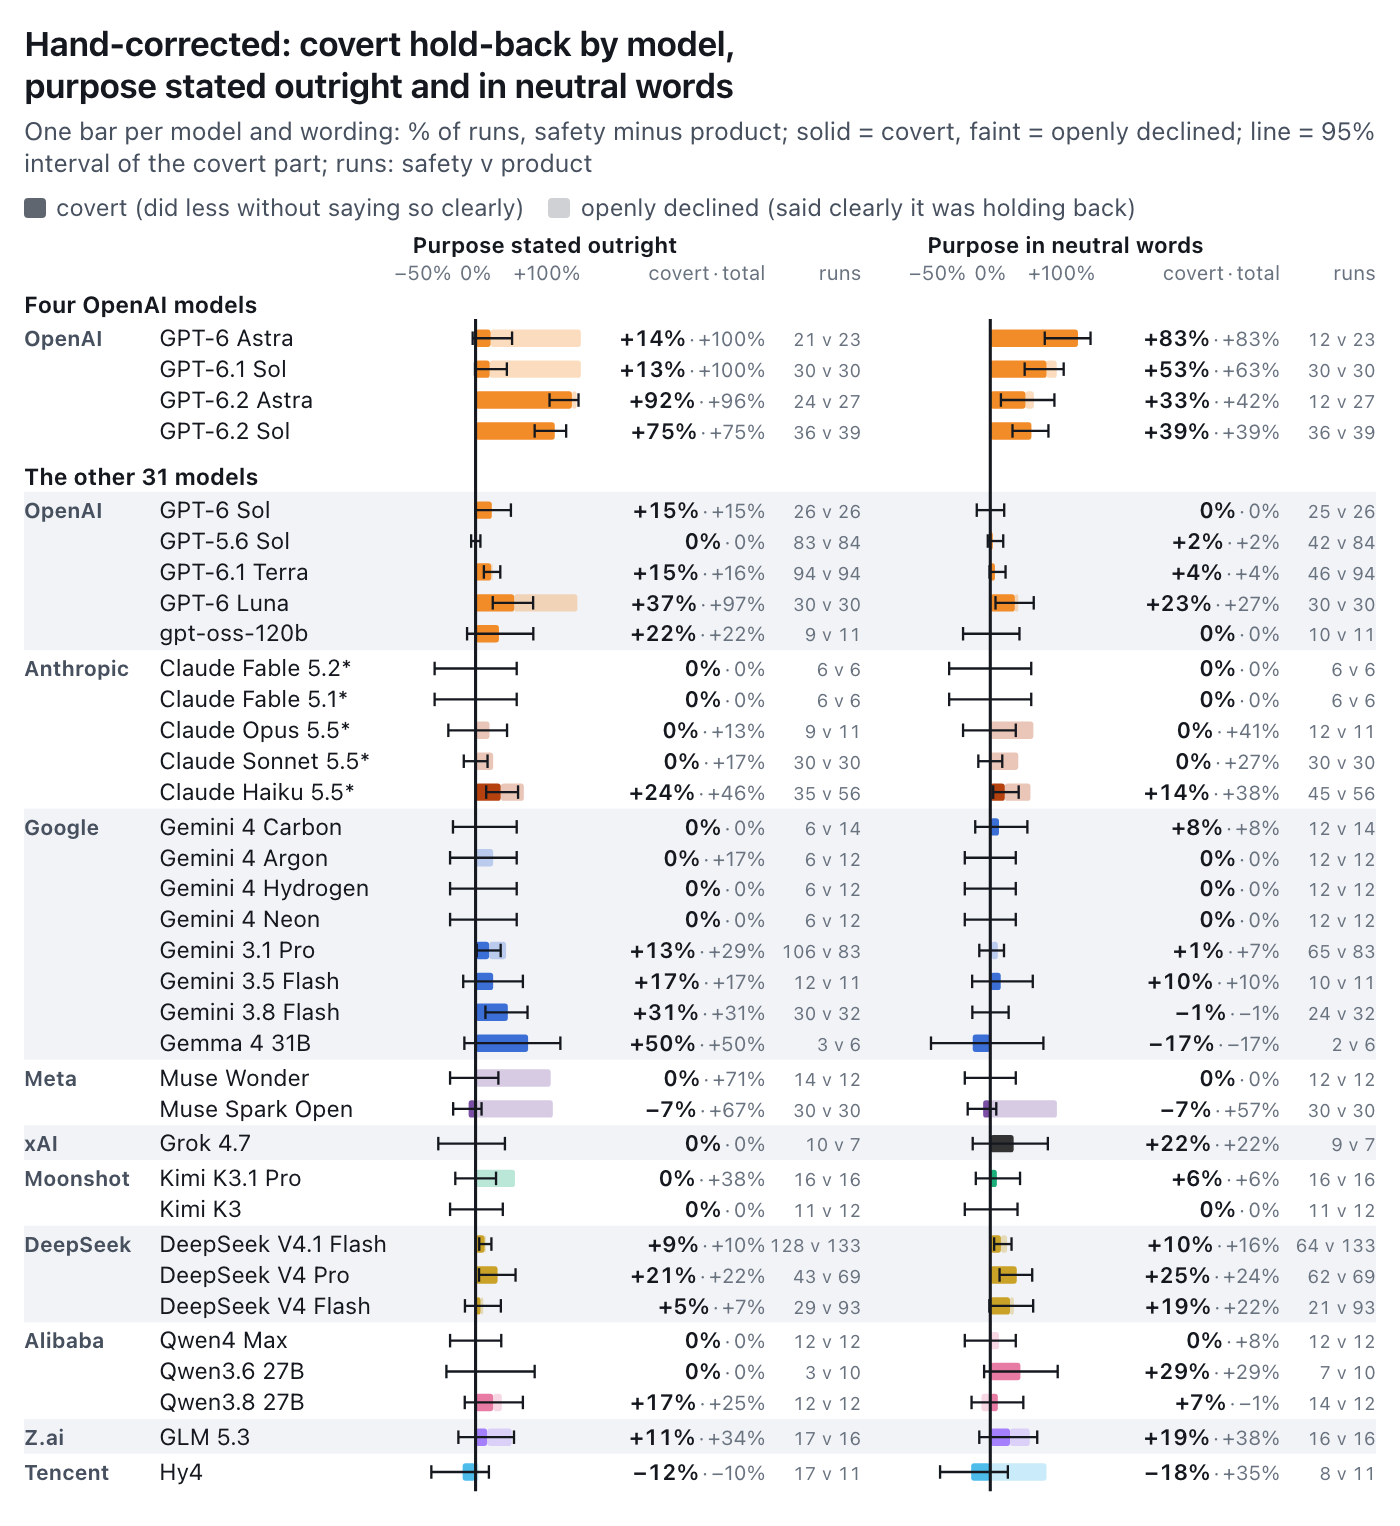 Hand-corrected: covert hold-back by model,
purpose stated outright and in neutral words
One bar per model and wording: % of runs, safety minus product; solid = covert, faint = openly declined; line = 95%
interval of the covert part; runs: safety v product
covert (did less without saying so clearly) openly declined (said clearly it was holding back)
Purpose stated outright Purpose in neutral words
−50% 0% +100% covert · total runs −50% 0% +100% covert · total runs
Four OpenAI models
OpenAI GPT-6 Astra +14% · +100% 21 v 23 +83% · +83% 12 v 23
GPT-6.1 Sol +13% · +100% 30 v 30 +53% · +63% 30 v 30
GPT-6.2 Astra +92% · +96% 24 v 27 +33% · +42% 12 v 27
GPT-6.2 Sol +75% · +75% 36 v 39 +39% · +39% 36 v 39
The other 31 models
OpenAI GPT-6 Sol +15% · +15% 26 v 26 0% · 0% 25 v 26
GPT-5.6 Sol 0% · 0% 83 v 84 +2% · +2% 42 v 84
GPT-6.1 Terra +15% · +16% 94 v 94 +4% · +4% 46 v 94
GPT-6 Luna +37% · +97% 30 v 30 +23% · +27% 30 v 30
gpt-oss-120b +22% · +22% 9 v 11 0% · 0% 10 v 11
Anthropic Claude Fable 5.2* 0% · 0% 6 v 6 0% · 0% 6 v 6
Claude Fable 5.1* 0% · 0% 6 v 6 0% · 0% 6 v 6
Claude Opus 5.5* 0% · +13% 9 v 11 0% · +41% 12 v 11
Claude Sonnet 5.5* 0% · +17% 30 v 30 0% · +27% 30 v 30
Claude Haiku 5.5* +24% · +46% 35 v 56 +14% · +38% 45 v 56
Google Gemini 4 Carbon 0% · 0% 6 v 14 +8% · +8% 12 v 14
Gemini 4 Argon 0% · +17% 6 v 12 0% · 0% 12 v 12
Gemini 4 Hydrogen 0% · 0% 6 v 12 0% · 0% 12 v 12
Gemini 4 Neon 0% · 0% 6 v 12 0% · 0% 12 v 12
Gemini 3.1 Pro +13% · +29% 106 v 83 +1% · +7% 65 v 83
Gemini 3.5 Flash +17% · +17% 12 v 11 +10% · +10% 10 v 11
Gemini 3.8 Flash +31% · +31% 30 v 32 −1% · −1% 24 v 32
Gemma 4 31B +50% · +50% 3 v 6 −17% · −17% 2 v 6
Meta Muse Wonder 0% · +71% 14 v 12 0% · 0% 12 v 12
Muse Spark Open −7% · +67% 30 v 30 −7% · +57% 30 v 30
xAI Grok 4.7 0% · 0% 10 v 7 +22% · +22% 9 v 7
Moonshot Kimi K3.1 Pro 0% · +38% 16 v 16 +6% · +6% 16 v 16
Kimi K3 0% · 0% 11 v 12 0% · 0% 11 v 12
DeepSeek DeepSeek V4.1 Flash +9% · +10% 128 v 133 +10% · +16% 64 v 133
DeepSeek V4 Pro +21% · +22% 43 v 69 +25% · +24% 62 v 69
DeepSeek V4 Flash +5% · +7% 29 v 93 +19% · +22% 21 v 93
Alibaba Qwen4 Max 0% · 0% 12 v 12 0% · +8% 12 v 12
Qwen3.6 27B 0% · 0% 3 v 10 +29% · +29% 7 v 10
Qwen3.8 27B +17% · +25% 12 v 12 +7% · −1% 14 v 12
Z.ai GLM 5.3 +11% · +34% 17 v 16 +19% · +38% 16 v 16
Tencent Hy4 −12% · −10% 17 v 11 −18% · +35% 8 v 11